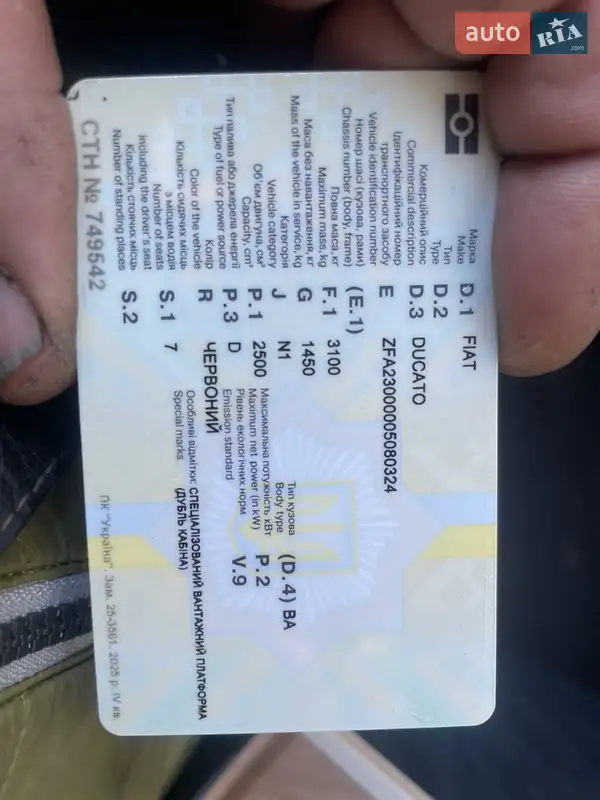 auto RIA .com
Марка
Make D.1 FIAT
Тип
Type D.2
Комерційний опис
Commercial description D.3 DUCATO
Ідентифікаційний номер
транспортного засобу
Vehicle identification number E ZFA23000005080324
Номер шасі (кузова, рами)
Chassis number (body, frame) (E.1)
Повна маса, кг
Maximum mass, kg F.1 3100
Маса без навантаження, кг
Mass of the vehicle in service, kg G 1450
Категорія
Vehicle category J N1
Тип кузова
Body type (D.4) ВА
Об'єм двигуна, см³
Capacity, cm³ P.1 2500
Максимальна потужність кВт
Maximum net power (in kW) P.2
Тип палива або джерела енергії
Type of fuel or power source P.3 D
Рівень екологічних норм
Emission standard V.9
Колір
Color of the vehicle R ЧЕРВОНИЙ
Кількість сидячих місць
з місцем водія
Number of seats
including the driver's seat S.1 7
Особливі відмітки: СПЕЦІАЛІЗОВАНИЙ ВАНТАЖНИЙ ПЛАТФОРМА
Special marks (ДУБЛЬ КАБІНА)
Кількість стоячих місць
Number of standing places S.2
СТН № 749542
ПК "Україна". Зам. 25-3561. 2025 р. IV кв.